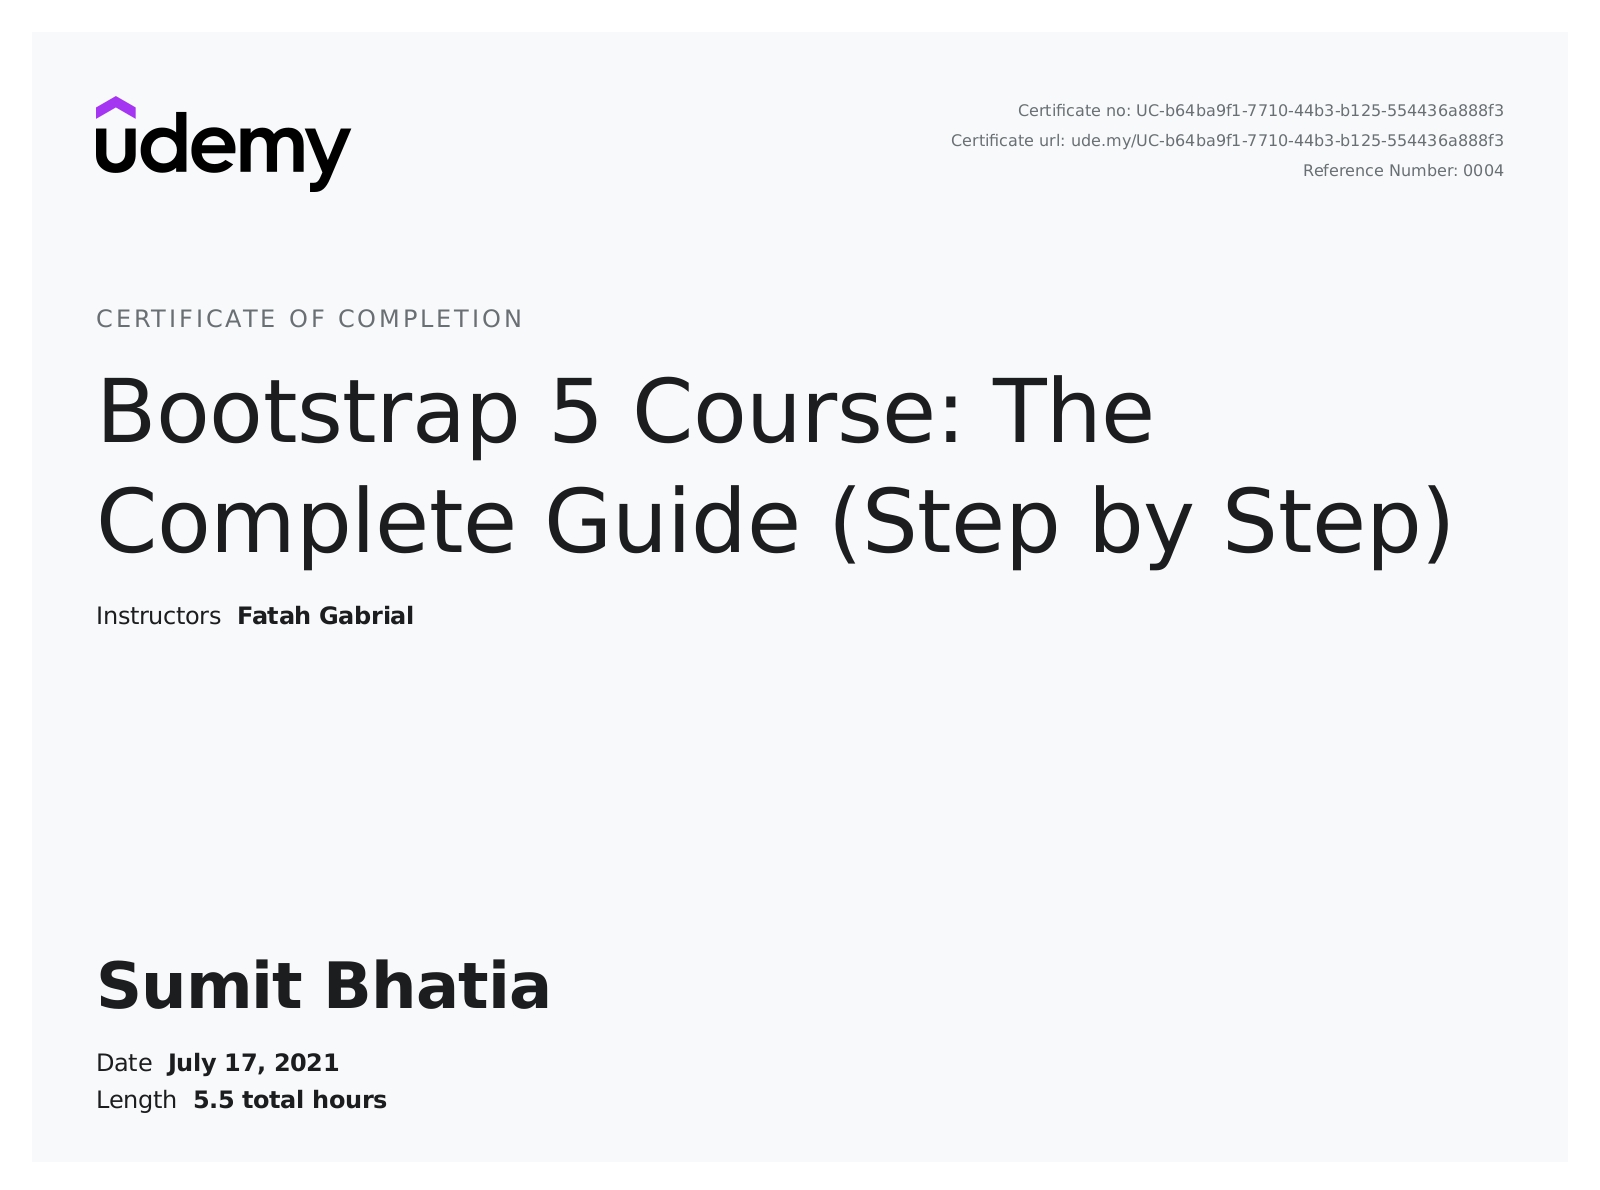 udemy
Certificate no: UC-b64ba9f1-7710-44b3-b125-554436a888f3
Certificate url: ude.my/UC-b64ba9f1-7710-44b3-b125-554436a888f3
Reference Number: 0004
CERTIFICATE OF COMPLETION
Bootstrap 5 Course: The
Complete Guide (Step by Step)
Instructors Fatah Gabrial
Sumit Bhatia
Date July 17, 2021
Length 5.5 total hours